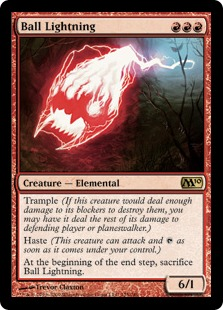 Ball Lightning
Creature — Elemental
M10
Trample (If this creature would deal enough
damage to its blockers to destroy them, you
may have it deal the rest of its damage to
defending player or planeswalker.)
Haste (This creature can attack and as
soon as it comes under your control.)
At the beginning of the end step, sacrifice
Ball Lightning.
Trevor Claxton
6/1